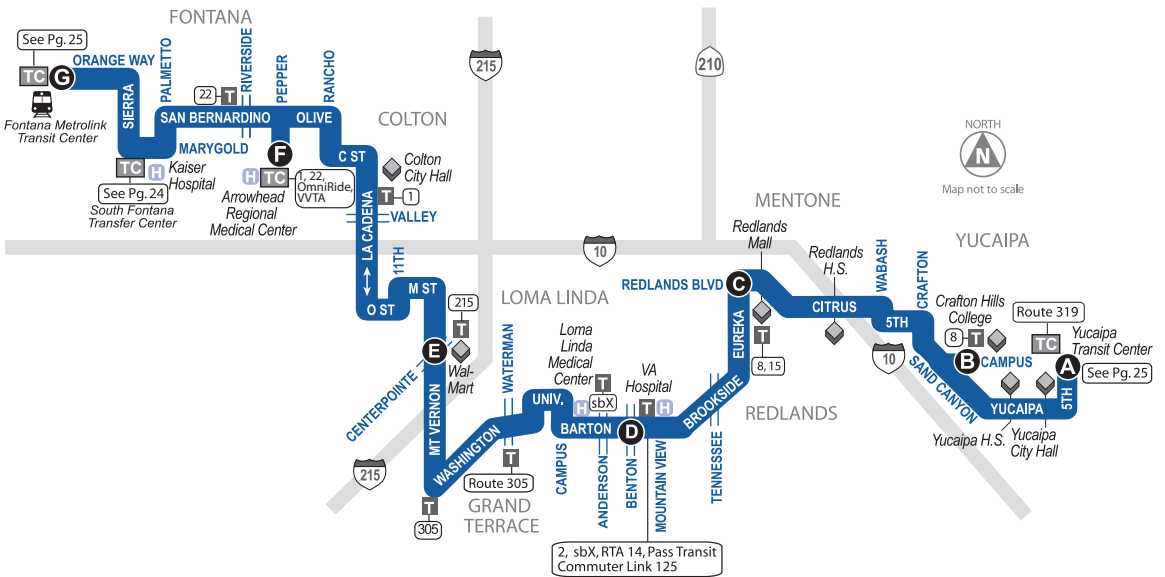 FONTANA
See Pg. 25
TC
G
ORANGE WAY
Fontana Metrolink
Transit Center
SIERRA
PALMETTO
SAN BERNARDINO
MARYGOLD
22
T
RIVERSIDE
PEPPER
OLIVE
RANCHO
TC
H
Kaiser
Hospital
See Pg. 24
South Fontana
Transfer Center
F
H
TC
1, 22,
OmniRide,
VVTA
Arrowhead
Regional
Medical Center
COLTON
C ST
Colton
City Hall
T
1
VALLEY
LA CADENA
215
210
10
NORTH
N
Map not to scale
11TH
O ST
M ST
215
T
E
Wal-
Mart
CENTERPOINTE
MT VERNON
215
T
305
WASHINGTON
WATERMAN
T
Route 305
GRAND
TERRACE
LOMA LINDA
Loma
Linda
Medical
Center
UNIV.
H
T
sbX
BARTON
CAMPUS
ANDERSON
D
BENTON
VA
Hospital
T
H
MOUNTAIN VIEW
2, sbX, RTA 14, Pass Transit
Commuter Link 125
BROOKSIDE
TENNESSEE
REDLANDS
EUREKA
REDLANDS BLVD
C
MENTONE
Redlands
Mall
T
8, 15
Redlands
H.S.
CITRUS
10
WABASH
5TH
CRAFTON
SAND CANYON
YUCAIPA
Crafton Hills
College
8
T
B
CAMPUS
Route 319
TC
Yucaipa
Transit Center
A
See Pg. 25
5TH
YUCAIPA
Yucaipa H.S.
Yucaipa
City Hall